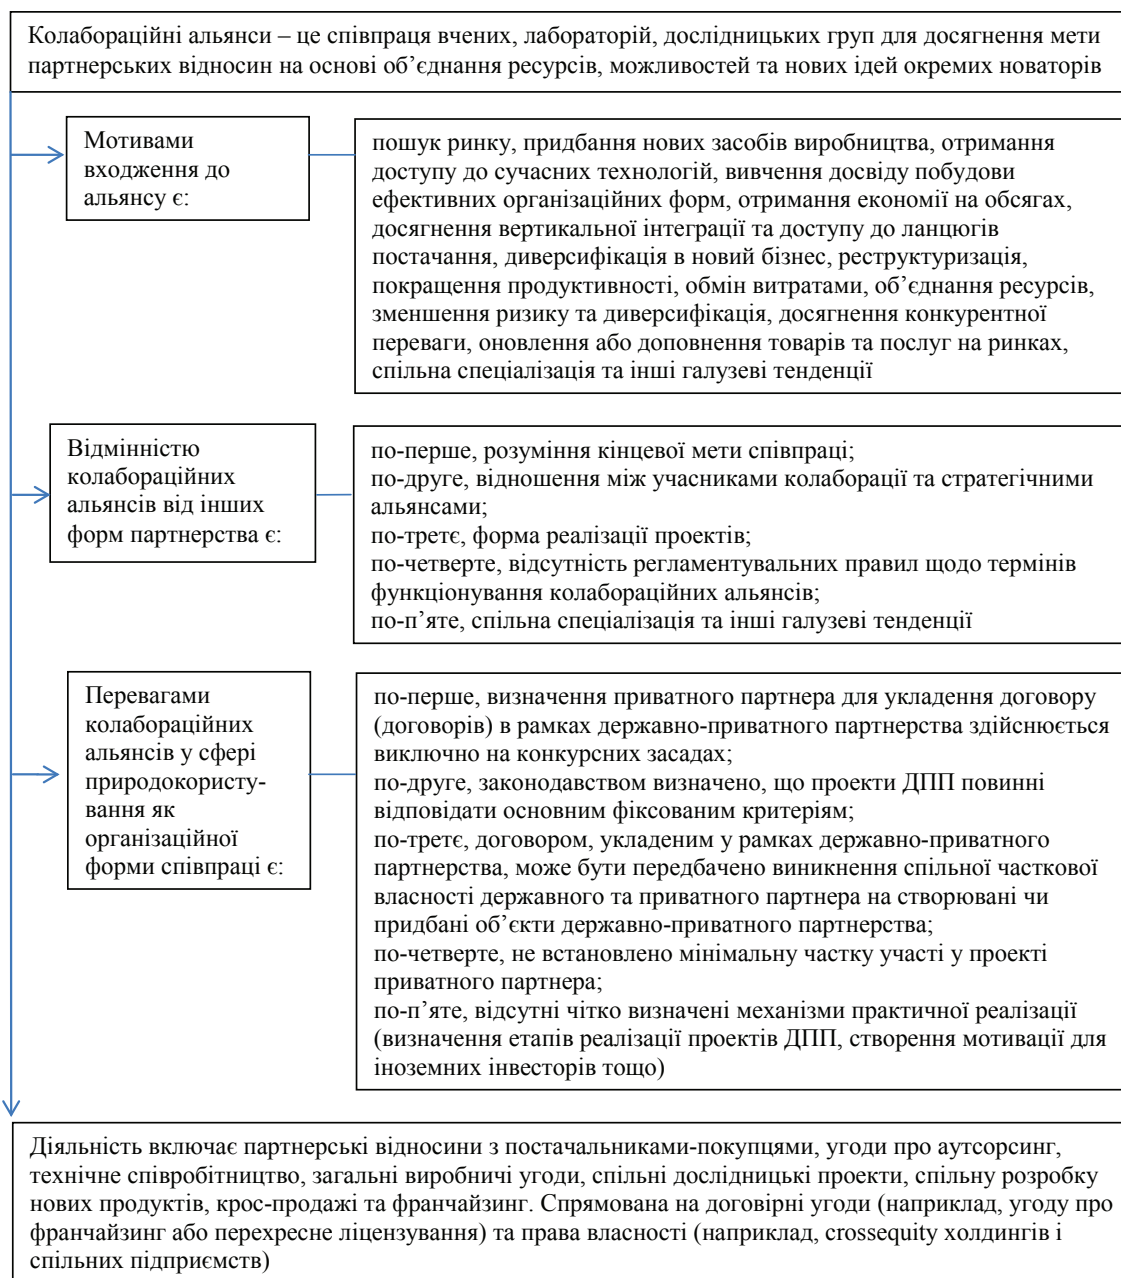 Колабораційні альянси – це співпраця вчених, лабораторій, дослідницьких груп для досягнення мети
партнерських відносин на основі об’єднання ресурсів, можливостей та нових ідей окремих новаторів
Мотивами
входження до
альянсу є:
пошук ринку, придбання нових засобів виробництва, отримання
доступу до сучасних технологій, вивчення досвіду побудови
ефективних організаційних форм, отримання економії на обсягах,
досягнення вертикальної інтеграції та доступу до ланцюгів
постачання, диверсифікація в новий бізнес, реструктуризація,
покращення продуктивності, обмін витратами, об’єднання ресурсів,
зменшення ризику та диверсифікація, досягнення конкурентної
переваги, оновлення або доповнення товарів та послуг на ринках,
спільна спеціалізація та інші галузеві тенденції
Відмінністю
колабораційних
альянсів від інших
форм партнерства є:
по-перше, розуміння кінцевої мети співпраці;
по-друге, відношення між учасниками колаборації та стратегічними
альянсами;
по-третє, форма реалізації проектів;
по-четверте, відсутність регламентувальних правил щодо термінів
функціонування колабораційних альянсів;
по-п’яте, спільна спеціалізація та інші галузеві тенденції
Перевагами
колабораційних
альянсів у сфері
природокористу-
вання як
організаційної
форми співпраці є:
по-перше, визначення приватного партнера для укладення договору
(договорів) в рамках державно-приватного партнерства здійснюється
виключно на конкурсних засадах;
по-друге, законодавством визначено, що проекти ДПП повинні
відповідати основним фіксованим критеріям;
по-третє, договором, укладеним у рамках державно-приватного
партнерства, може бути передбачено виникнення спільної часткової
власності державного та приватного партнера на створювані чи
придбані об’єкти державно-приватного партнерства;
по-четверте, не встановлено мінімальну частку участі у проекті
приватного партнера;
по-п’яте, відсутні чітко визначені механізми практичної реалізації
(визначення етапів реалізації проектів ДПП, створення мотивації для
іноземних інвесторів тощо)
Діяльність включає партнерські відносини з постачальниками-покупцями, угоди про аутсорсинг,
технічне співробітництво, загальні виробничі угоди, спільні дослідницькі проекти, спільну розробку
нових продуктів, крос-продажі та франчайзинг. Спрямована на договірні угоди (наприклад, угоду про
франчайзинг або перехресне ліцензування) та права власності (наприклад, crossequity холдингів і
спільних підприємств)